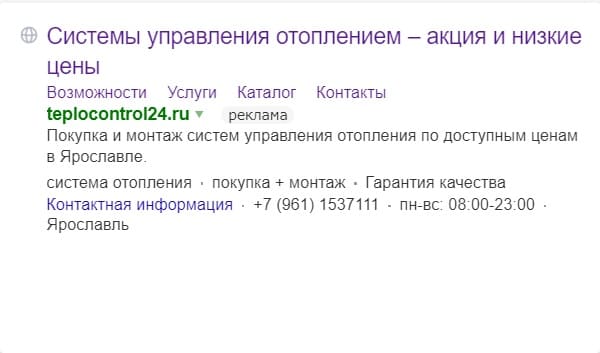 Системы управления отоплением – акция и низкие
цены
Возможности Услуги Каталог Контакты
teplocontrol24.ru реклама
Покупка и монтаж систем управления отопления по доступным ценам
в Ярославле.
система отопления · покупка + монтаж · Гарантия качества
Контактная информация · +7 (961) 1537111 · пн-вс: 08:00-23:00 ·
Ярославль